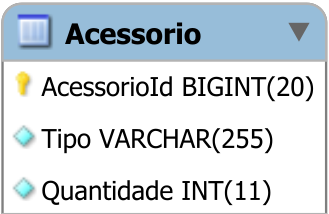 Acessorio
AcessorioId BIGINT(20)
Tipo VARCHAR(255)
Quantidade INT(11)